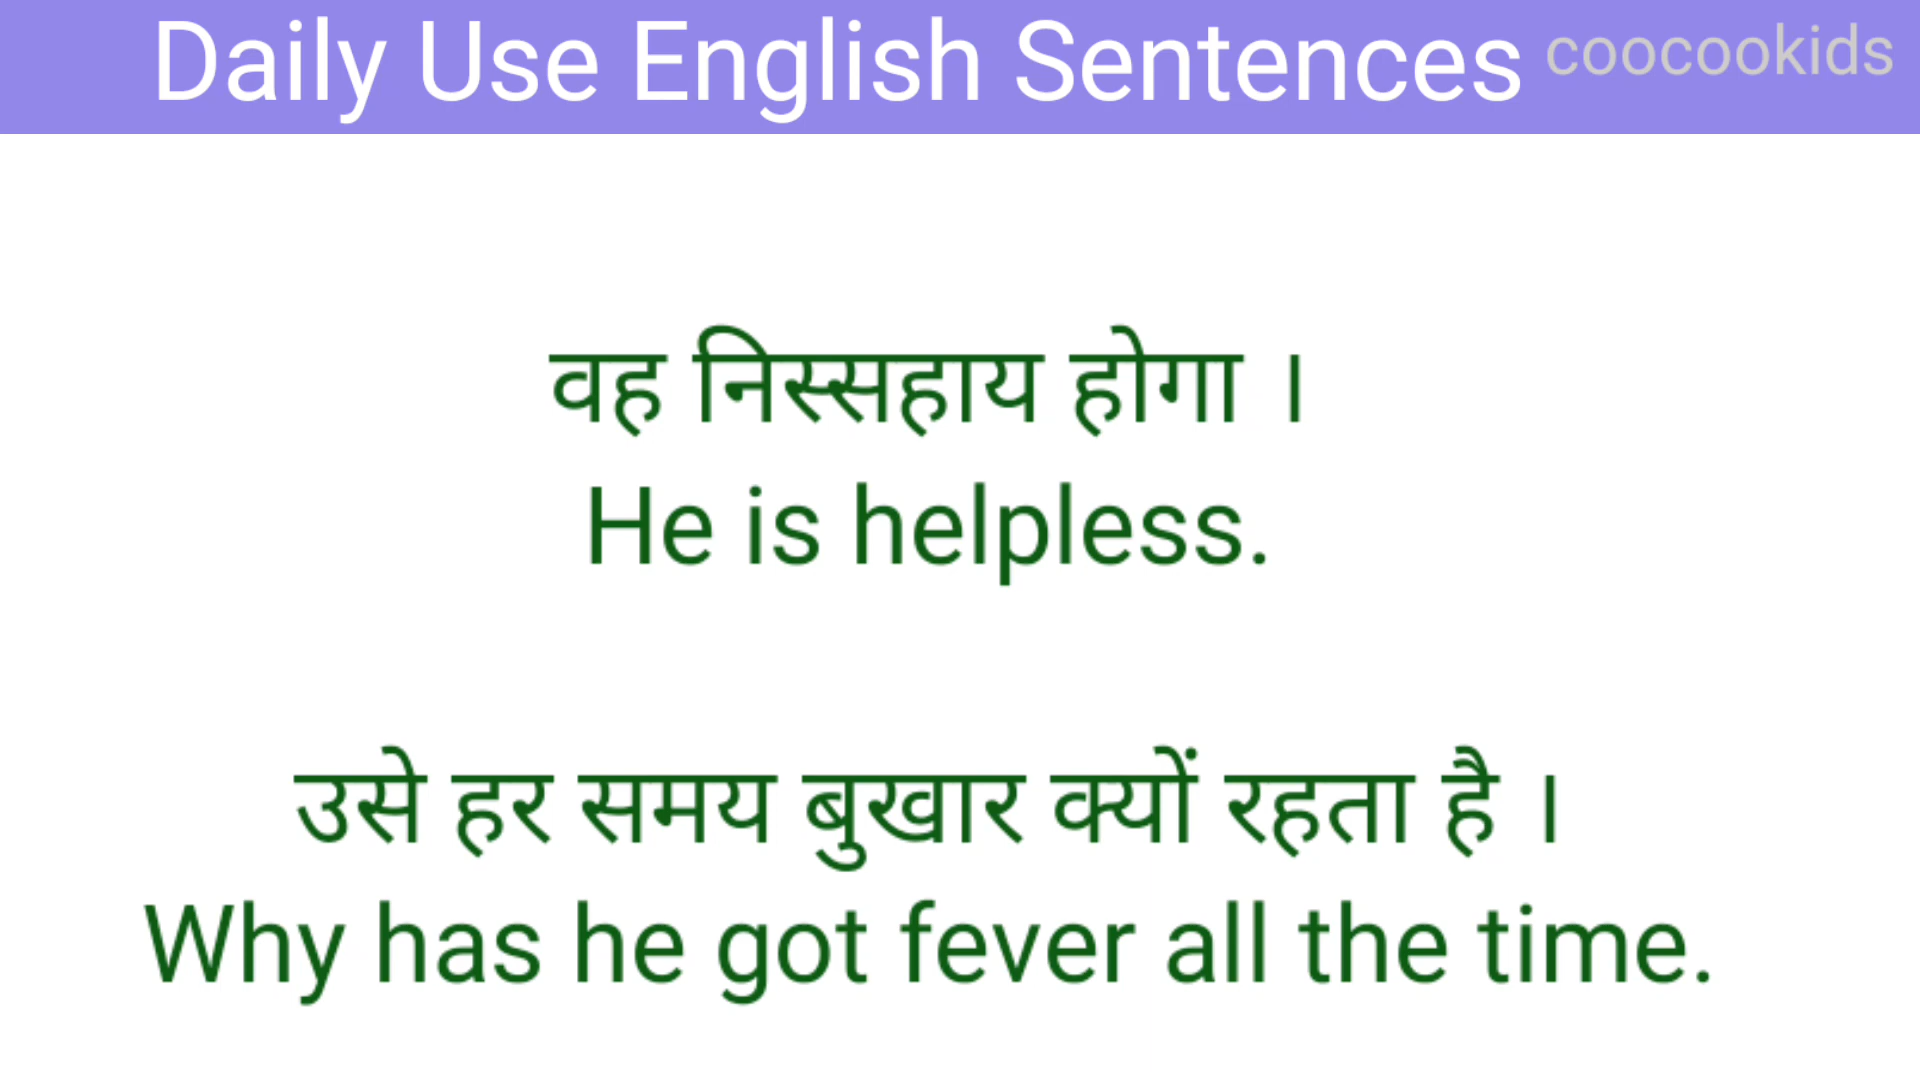 Daily Use English Sentences coocookids
वह निस्सहाय होगा ।
He is helpless.
उसे हर समय बुखार क्यों रहता है ।
Why has he got fever all the time.